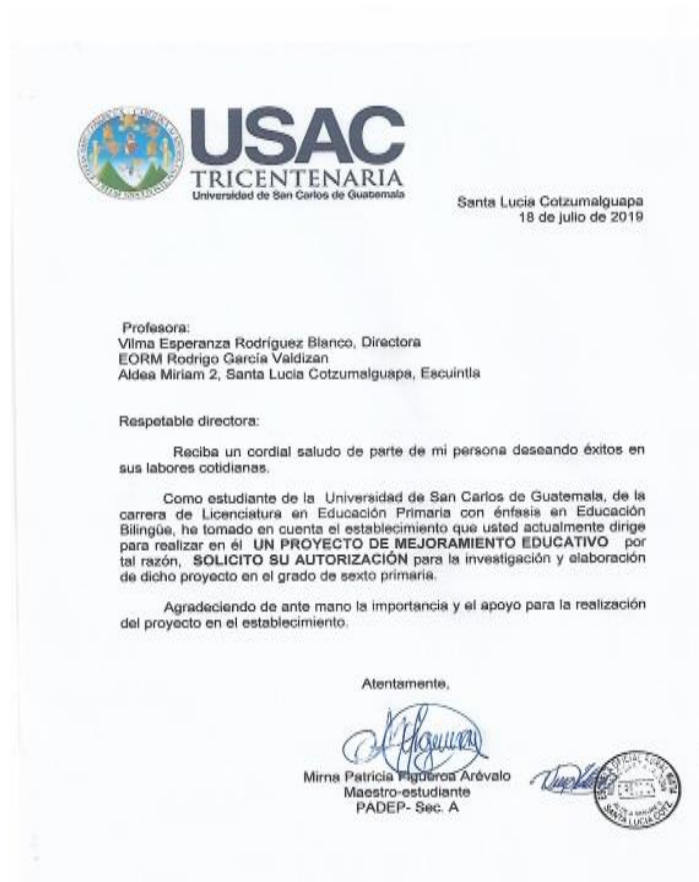 USAC
TRICENTENARIA
Universidad de San Carlos de Guatemala
Santa Lucia Cotzumalguapa
18 de julio de 2019
Profesora:
Vilma Esperanza Rodríguez Blanco, Directora
EORM Rodrigo García Valdizan
Aldea Miriam 2, Santa Lucia Cotzumalguapa, Escuintla
Respetable directora:
Reciba un cordial saludo de parte de mi persona deseando éxitos en
sus labores cotidianas.
Como estudiante de la Universidad de San Carlos de Guatemala, de la
carrera de Licenciatura en Educación Primaria con énfasis en Educación
Bilingüe, he tomado en cuenta el establecimiento que usted actualmente dirige
para realizar en él UN PROYECTO DE MEJORAMIENTO EDUCATIVO por
tal razón, SOLICITO SU AUTORIZACIÓN para la investigación y elaboración
de dicho proyecto en el grado de sexto primaria.
Agradeciendo de ante mano la importancia y el apoyo para la realización
del proyecto en el establecimiento.
Atentamente,
Mirna Patricia Figueroa Arévalo
Maestro-estudiante
PADEP- Sec. A
OFICIAL RURAL MIXTA
SANTA LUCIA COTZ